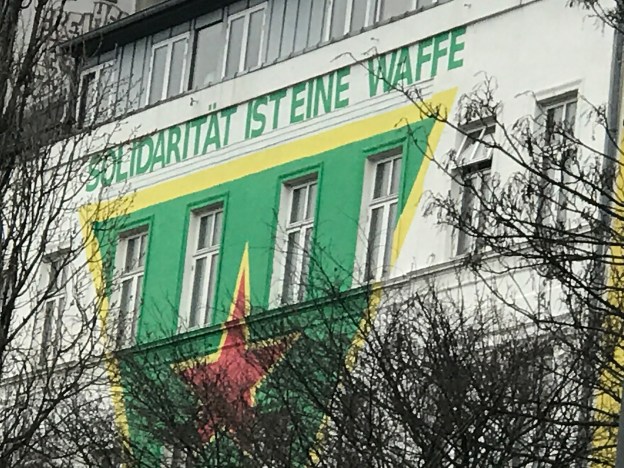 SOLIDARITÄT IST EINE WAFFE